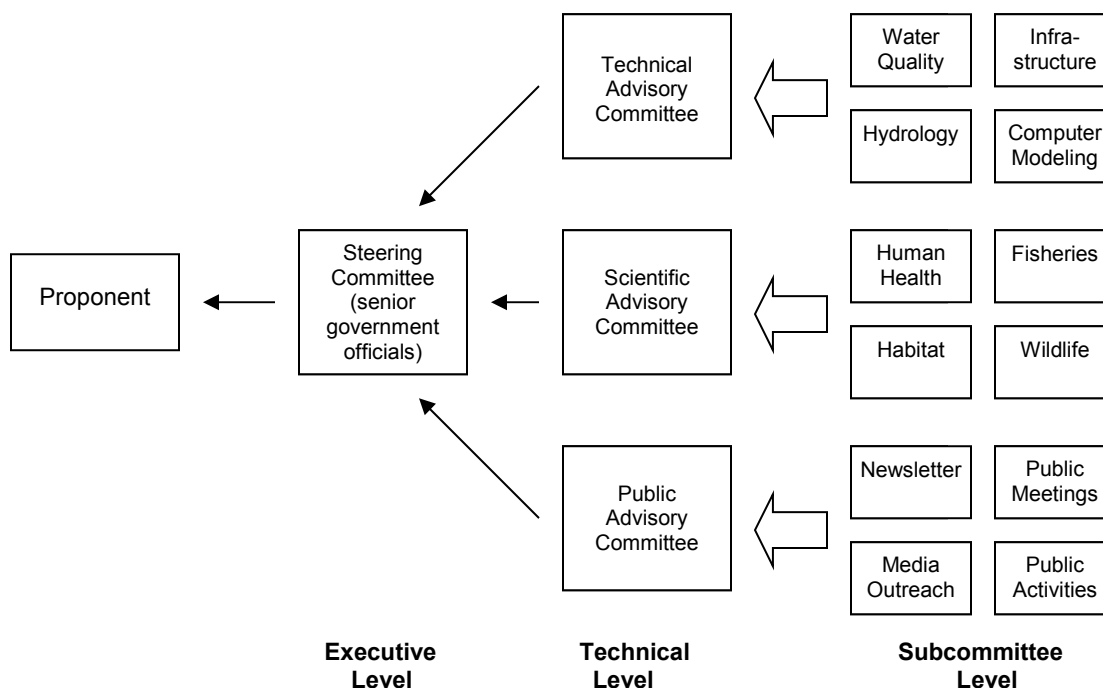 Proponent
Steering
Committee
(senior
government
officials)
Technical
Advisory
Committee
Scientific
Advisory
Committee
Public
Advisory
Committee
Water
Quality
Infra-
structure
Hydrology
Computer
Modeling
Human
Health
Fisheries
Habitat
Wildlife
Newsletter
Public
Meetings
Media
Outreach
Public
Activities
Executive
Level
Technical
Level
Subcommittee
Level